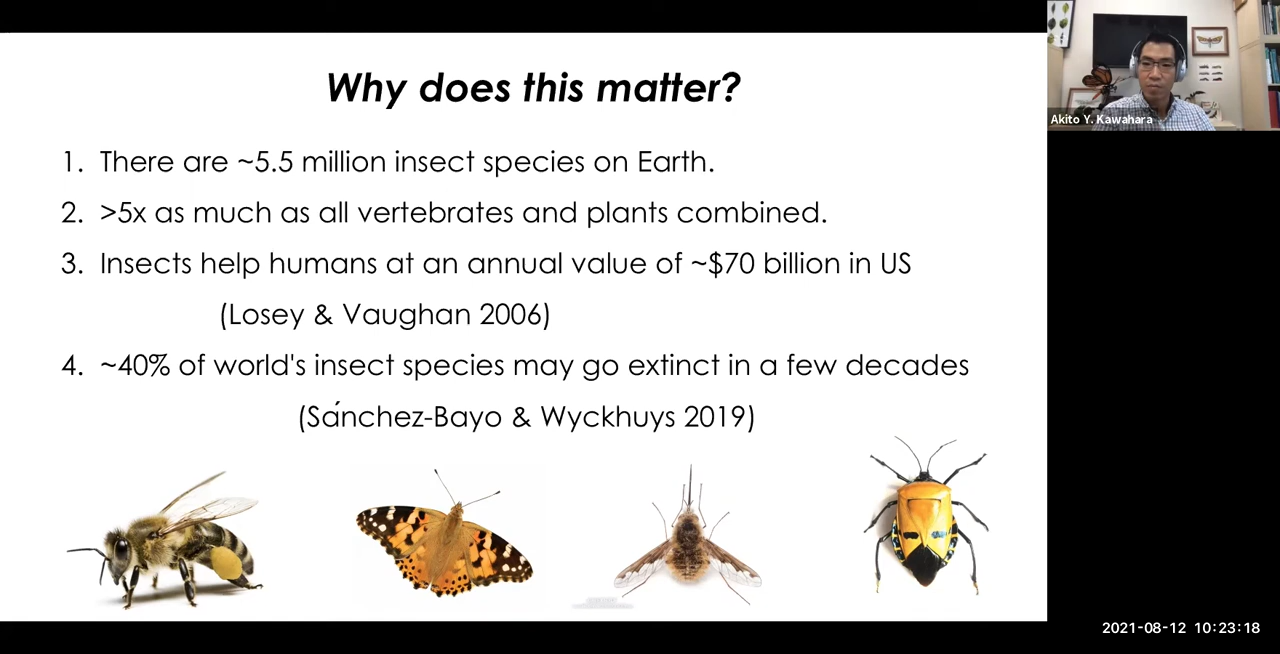 Why does this matter?
1. There are ~5.5 million insect species on Earth.
2. >5x as much as all vertebrates and plants combined.
3. Insects help humans at an annual value of ~$70 billion in US
(Losey & Vaughan 2006)
4. ~40% of world's insect species may go extinct in a few decades
(Sánchez-Bayo & Wyckhuys 2019)
Akito Y. Kawahara
2021-08-12 10:23:18